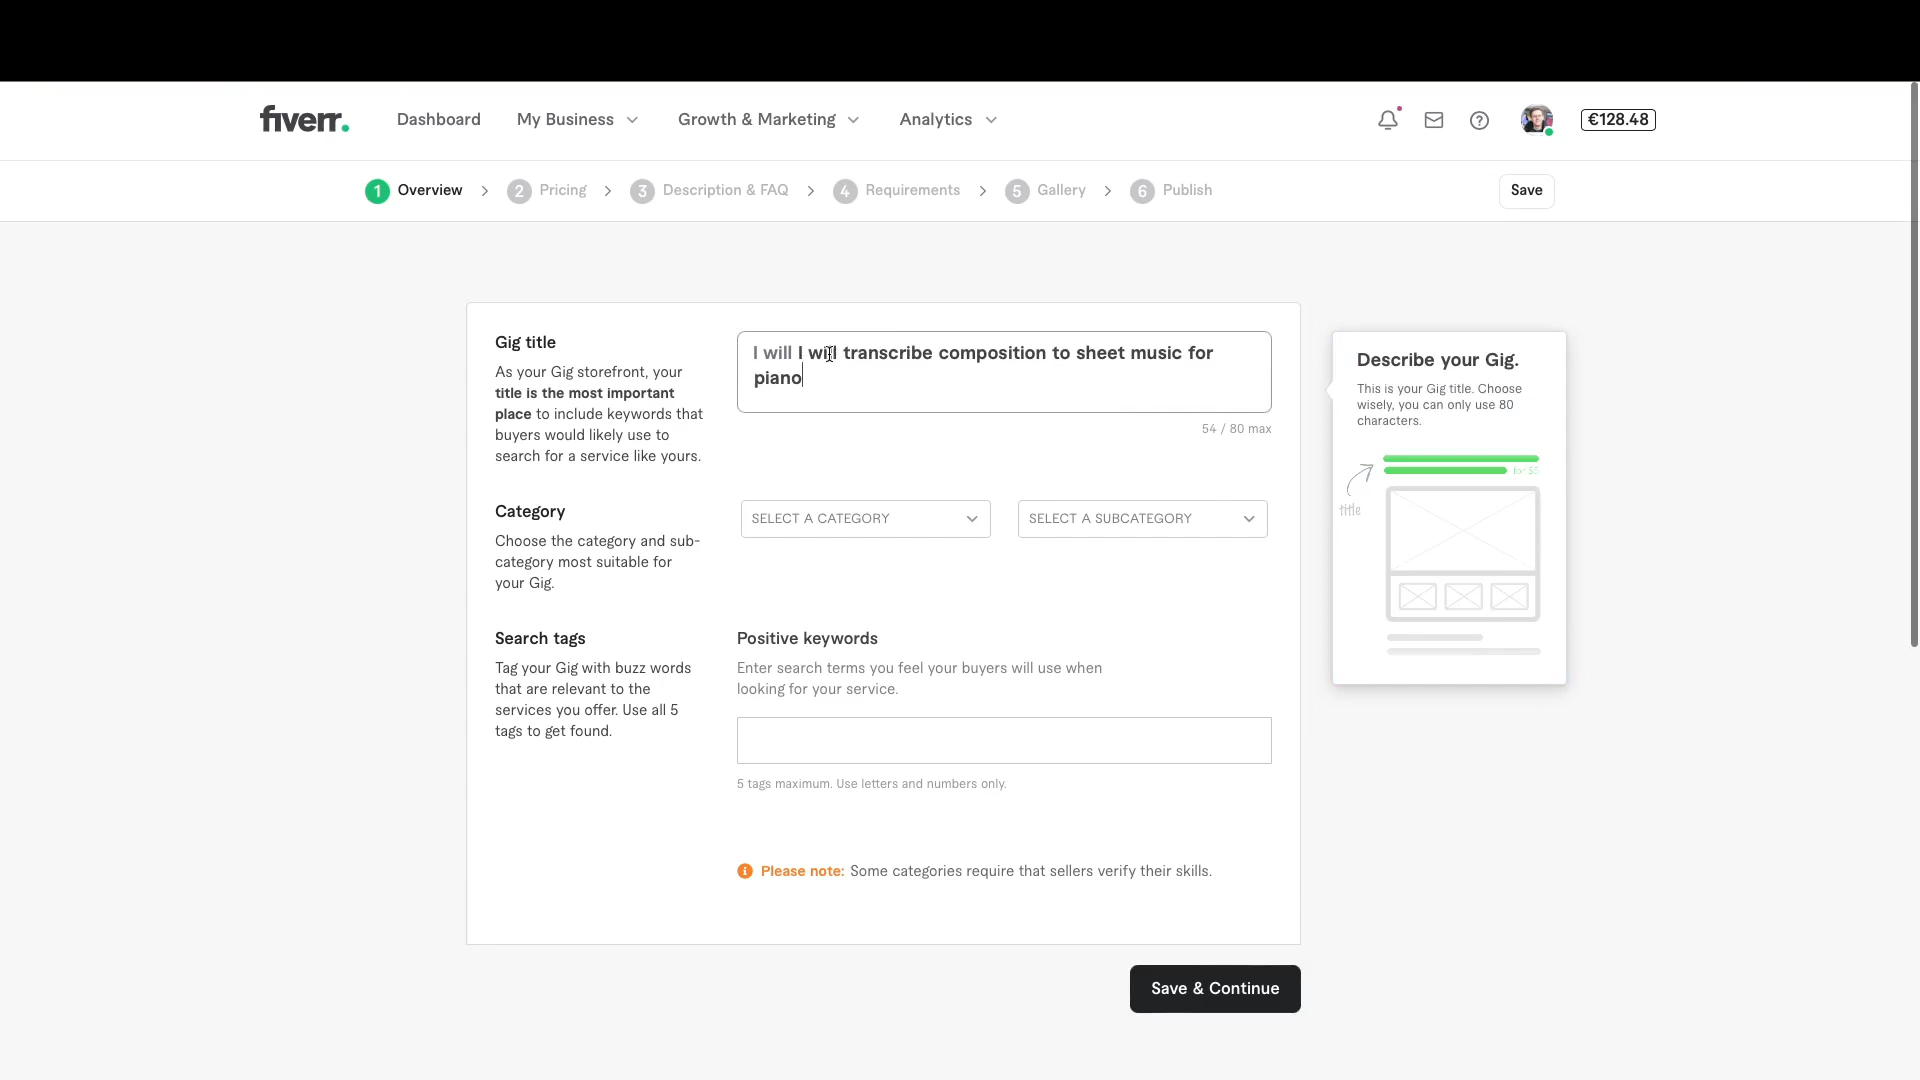 fiverr.
Dashboard
My Business
Growth & Marketing
Analytics
€128.48
1 Overview
2 Pricing
3 Description & FAQ
4 Requirements
5 Gallery
6 Publish
Save
Gig title
As your Gig storefront, your
title is the most important
place to include keywords that
buyers would likely use to
search for a service like yours.
I will I will transcribe composition to sheet music for
piano
54 / 80 max
Category
Choose the category and sub-
category most suitable for
your Gig.
SELECT A CATEGORY
SELECT A SUBCATEGORY
Search tags
Tag your Gig with buzz words
that are relevant to the
services you offer. Use all 5
tags to get found.
Positive keywords
Enter search terms you feel your buyers will use when
looking for your service.
5 tags maximum. Use letters and numbers only.
Please note: Some categories require that sellers verify their skills.
Save & Continue
Describe your Gig.
This is your Gig title. Choose
wisely, you can only use 80
characters.
for $5
title